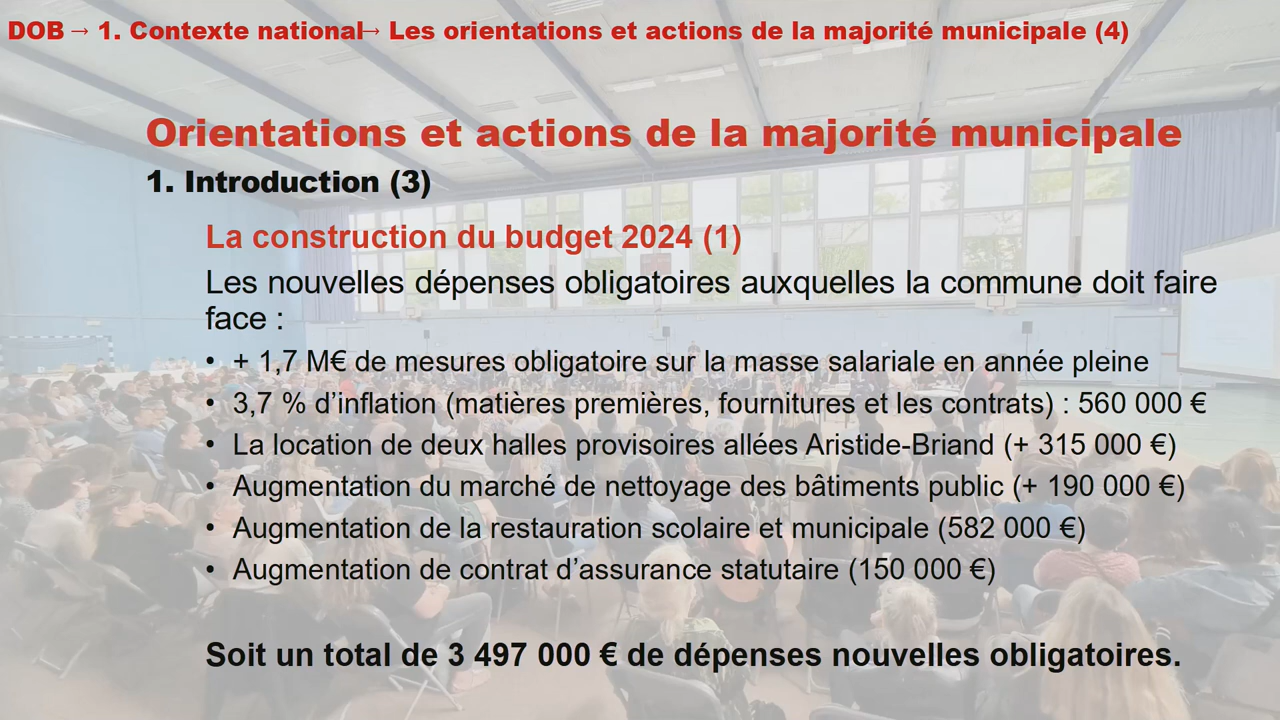 DOB → 1. Contexte national→ Les orientations et actions de la majorité municipale (4)
Orientations et actions de la majorité municipale
1. Introduction (3)
La construction du budget 2024 (1)
Les nouvelles dépenses obligatoires auxquelles la commune doit faire
face :
• + 1,7 M€ de mesures obligatoire sur la masse salariale en année pleine
• 3,7 % d’inflation (matières premières, fournitures et les contrats) : 560 000 €
• La location de deux halles provisoires allées Aristide-Briand (+ 315 000 €)
• Augmentation du marché de nettoyage des bâtiments public (+ 190 000 €)
• Augmentation de la restauration scolaire et municipale (582 000 €)
• Augmentation de contrat d’assurance statutaire (150 000 €)
Soit un total de 3 497 000 € de dépenses nouvelles obligatoires.